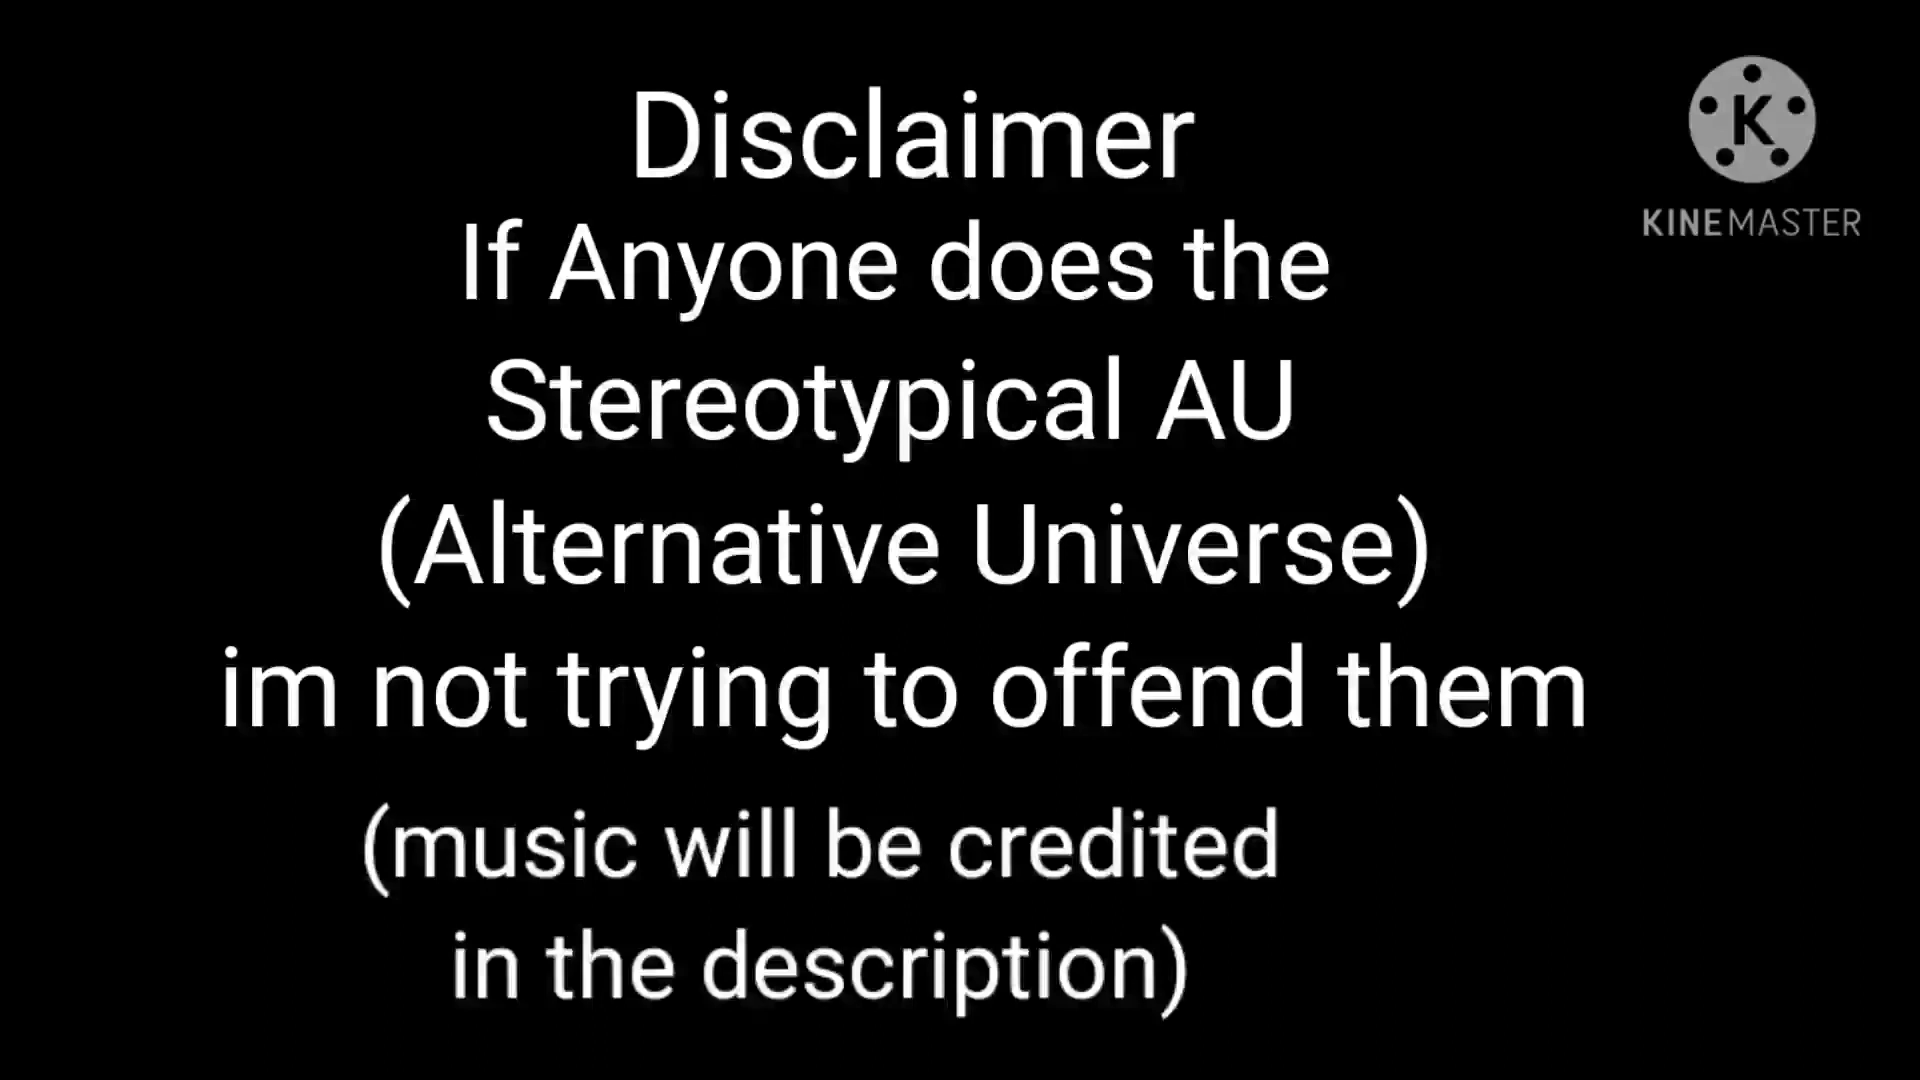 Disclaimer
If Anyone does the
Stereotypical AU
(Alternative Universe)
im not trying to offend them
(music will be credited
in the description)
K
KINEMASTER